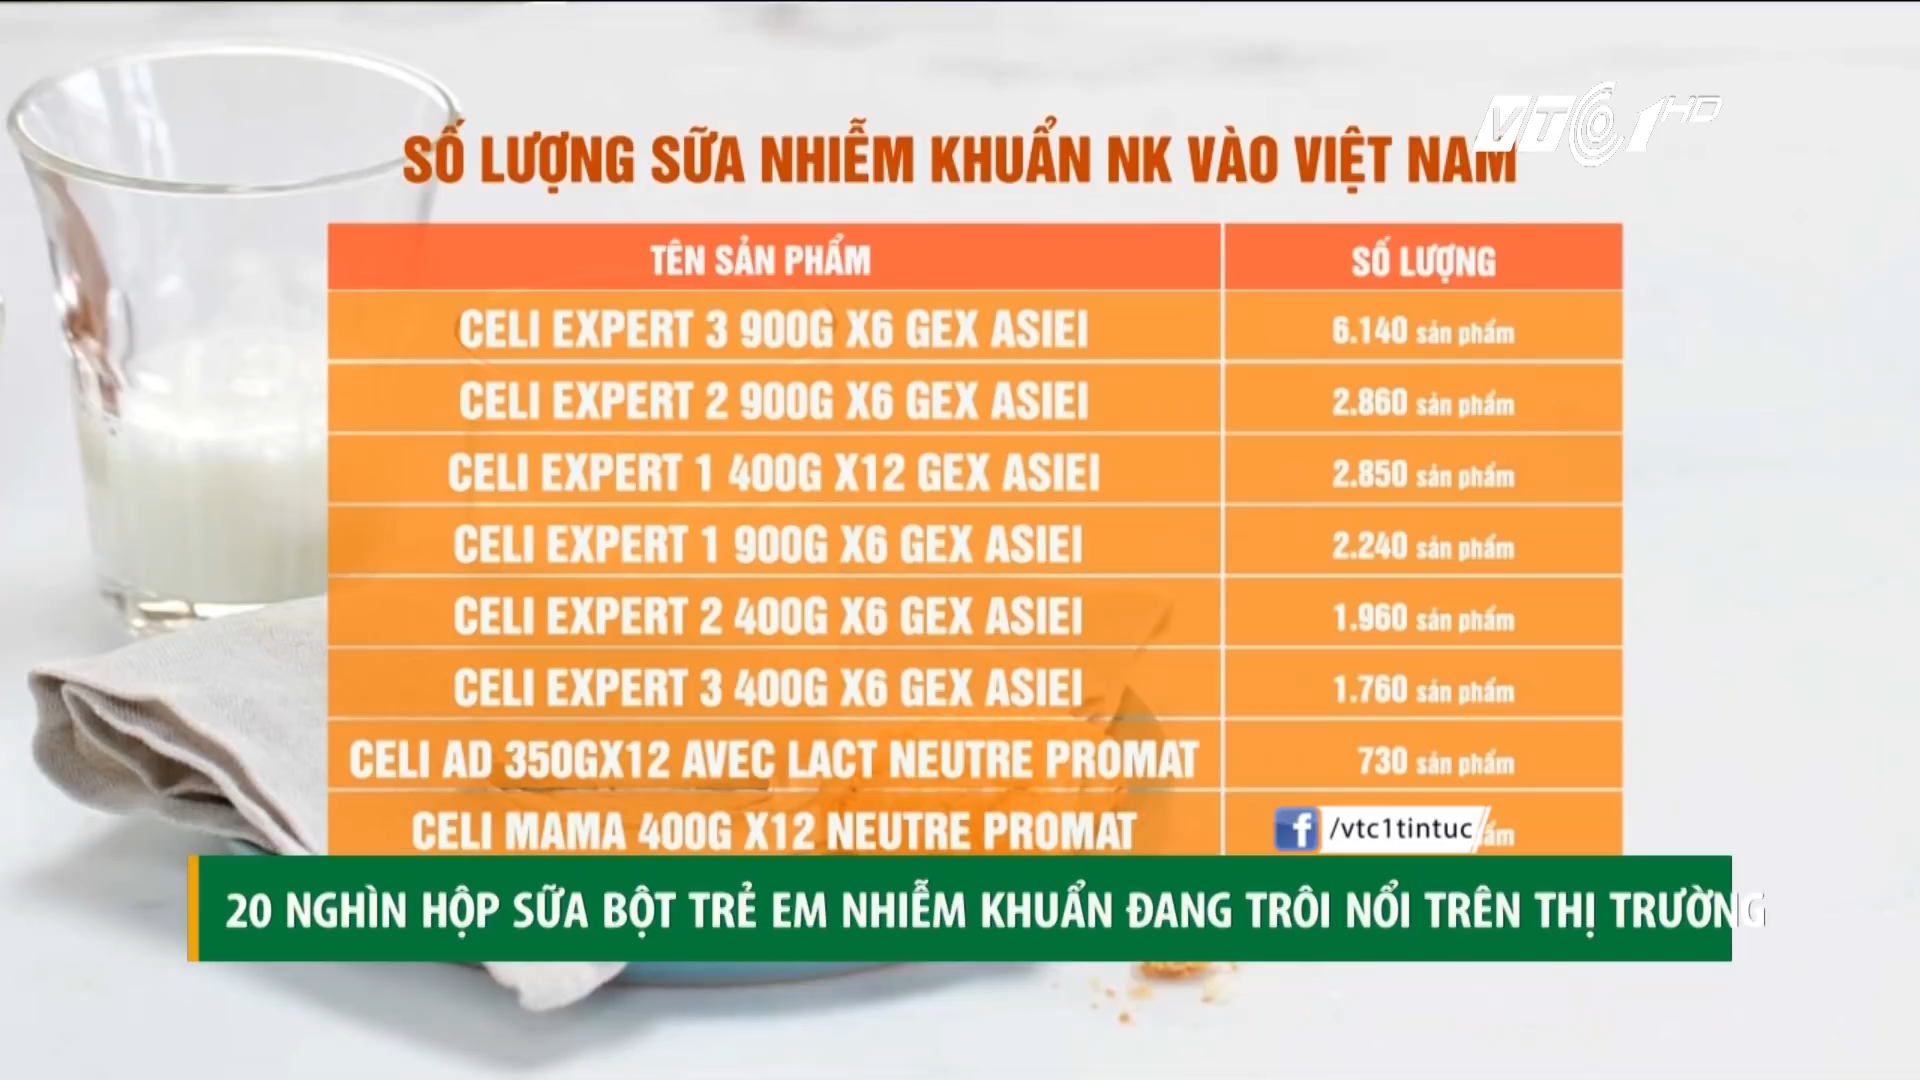 VTC1 HD
SỐ LƯỢNG SỮA NHIỄM KHUẨN NK VÀO VIỆT NAM
TÊN SẢN PHẨM SỐ LƯỢNG
CELI EXPERT 3 900G X6 GEX ASIEI 6.140 sản phẩm
CELI EXPERT 2 900G X6 GEX ASIEI 2.860 sản phẩm
CELI EXPERT 1 400G X12 GEX ASIEI 2.850 sản phẩm
CELI EXPERT 1 900G X6 GEX ASIEI 2.240 sản phẩm
CELI EXPERT 2 400G X6 GEX ASIEI 1.960 sản phẩm
CELI EXPERT 3 400G X6 GEX ASIEI 1.760 sản phẩm
CELI AD 350GX12 AVEC LACT NEUTRE PROMAT 730 sản phẩm
CELI MAMA 400G X12 NEUTRE PROMAT
f /vtc1tintuc
20 NGHÌN HỘP SỮA BỘT TRẺ EM NHIỄM KHUẨN ĐANG TRÔI NỔI TRÊN THỊ TRƯỜNG